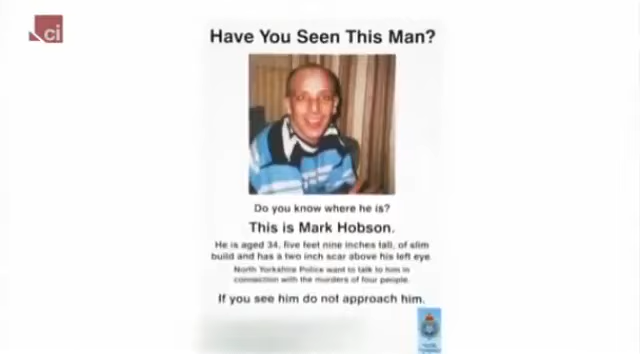 ci
Have You Seen This Man?
Do you know where he is?
This is Mark Hobson.
He is aged 34, five feet nine inches tall, of slim
build and has a two inch scar above his left eye.
North Yorkshire Police want to talk to him in
connection with the murders of four people.
If you see him do not approach him.